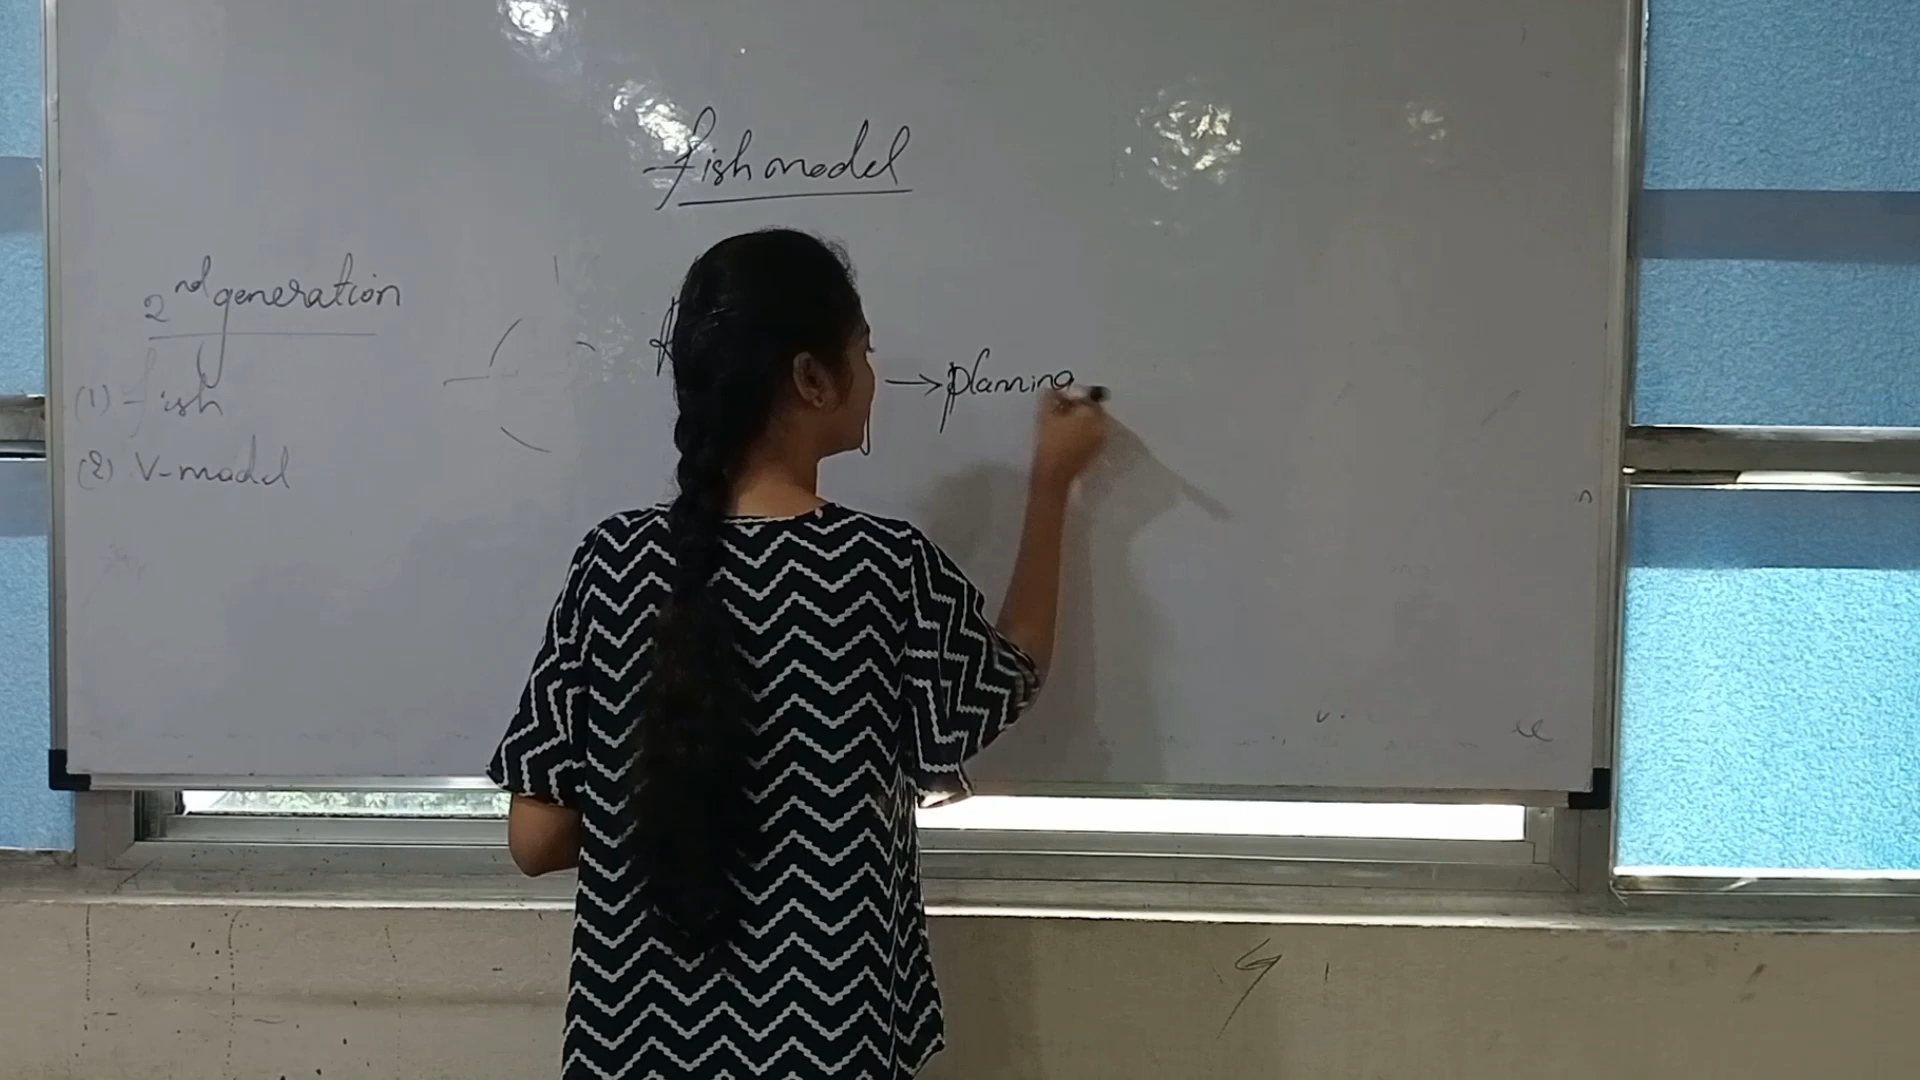 fish model
2nd generation
(1) fish
(2) V-model
→ planning